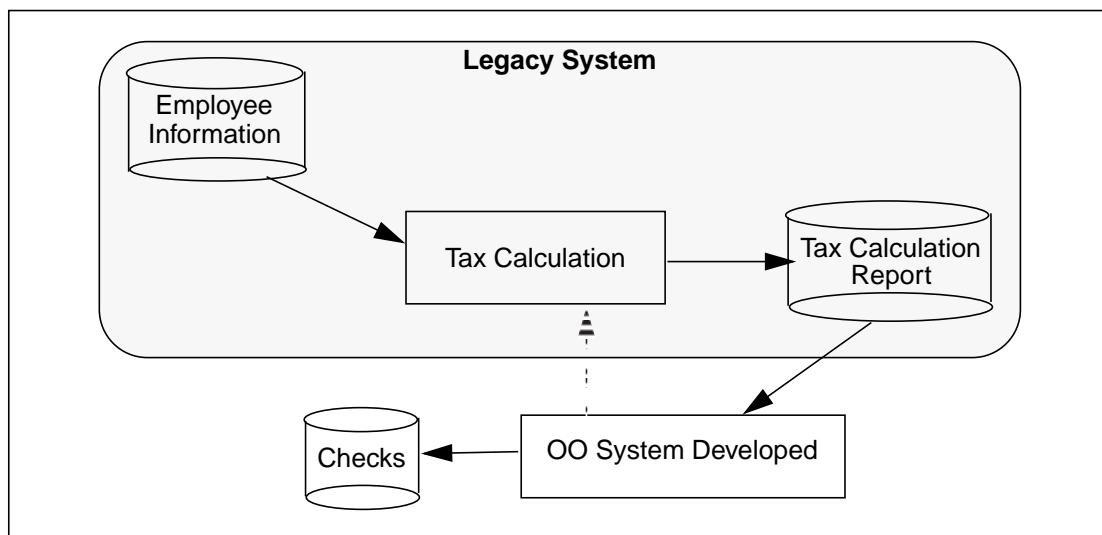 Legacy System
Employee
Information
Tax Calculation
Tax Calculation
Report
OO System Developed
Checks